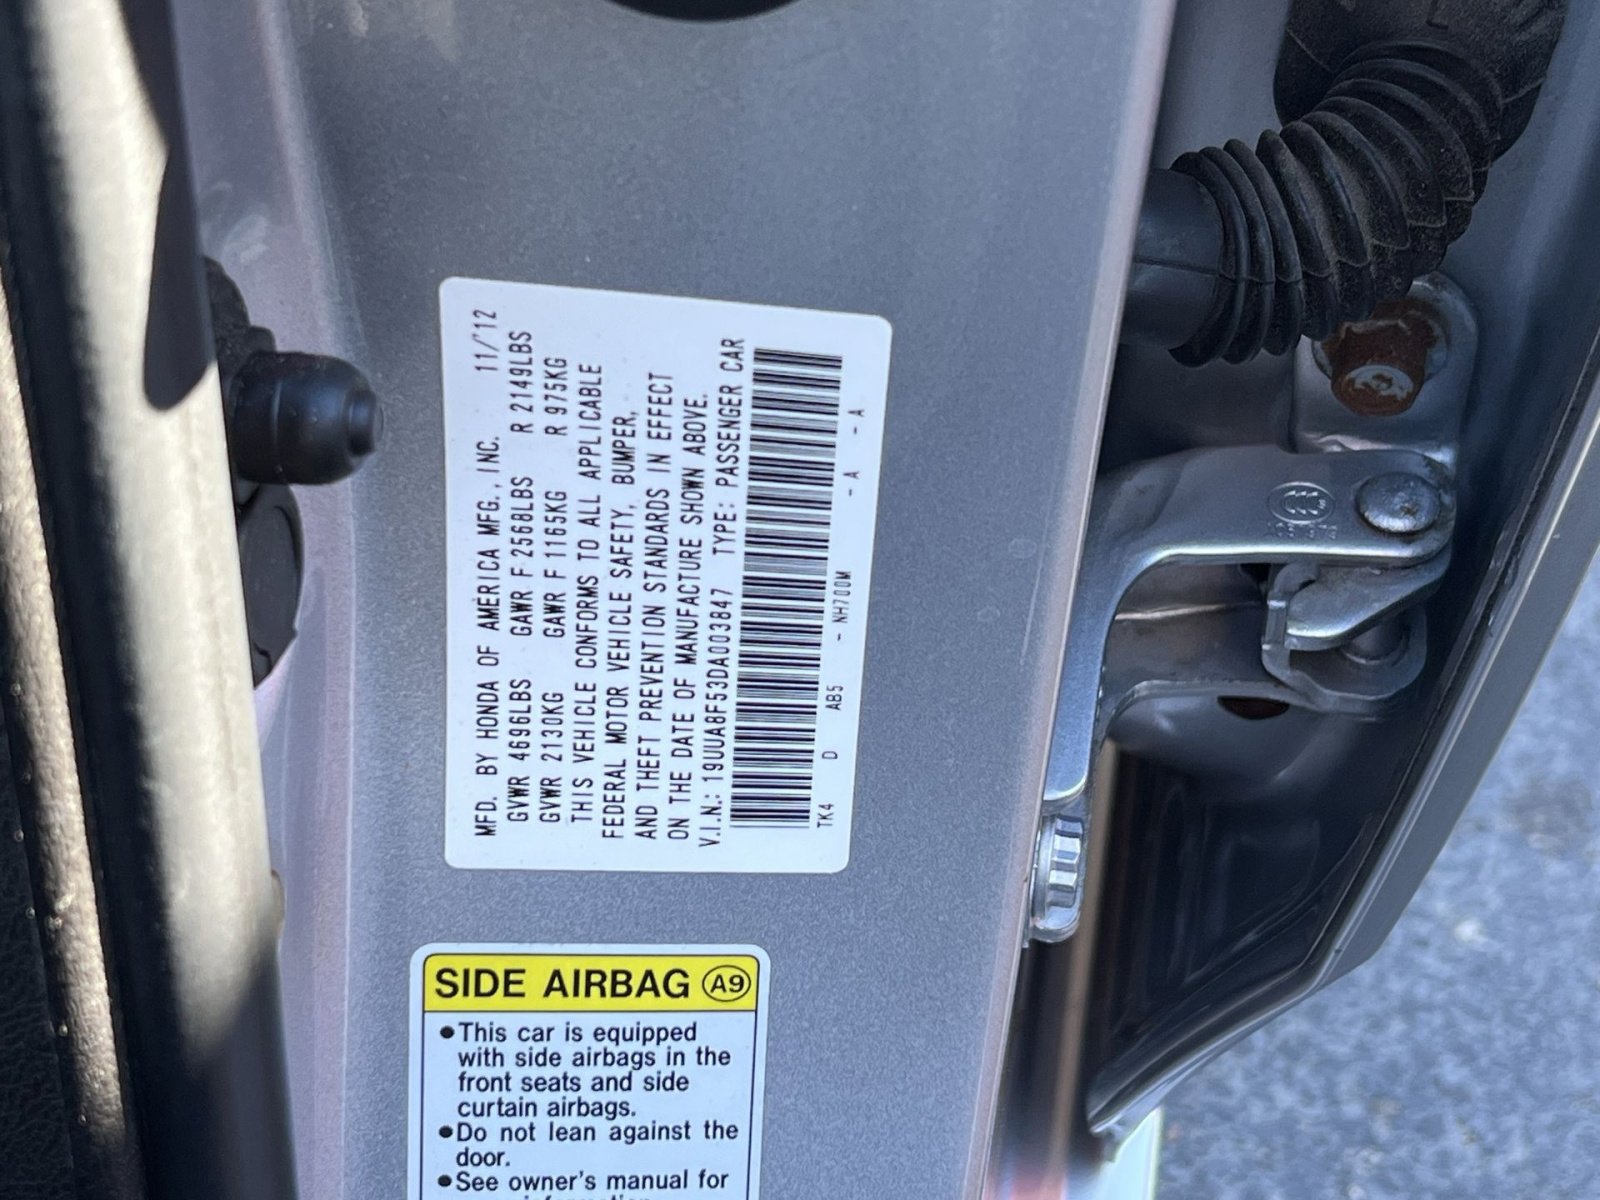 MFD. BY HONDA OF AMERICA MFG., INC. 11/'12
GVWR 4696LBS GAWR F 2568LBS R 2149LBS
GVWR 2130KG GAWR F 1165KG R 975KG
THIS VEHICLE CONFORMS TO ALL APPLICABLE
FEDERAL MOTOR VEHICLE SAFETY, BUMPER,
AND THEFT PREVENTION STANDARDS IN EFFECT
ON THE DATE OF MANUFACTURE SHOWN ABOVE.
V.I.N.: 19UUA8F53DA003847 TYPE: PASSENGER CAR
TK4 D AB5 - NH700M - A - A
SIDE AIRBAG A9
●This car is equipped
with side airbags in the
front seats and side
curtain airbags.
●Do not lean against the
door.
●See owner's manual for